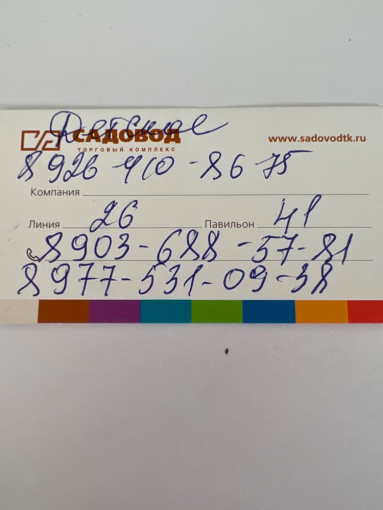 Детское
САДОВОД
ТОРГОВЫЙ КОМПЛЕКС
www.sadovodtk.ru
8926 410-86 75
Компания
Линия 26 Павильон 41
8903-688-57-81
8977-531-09-38